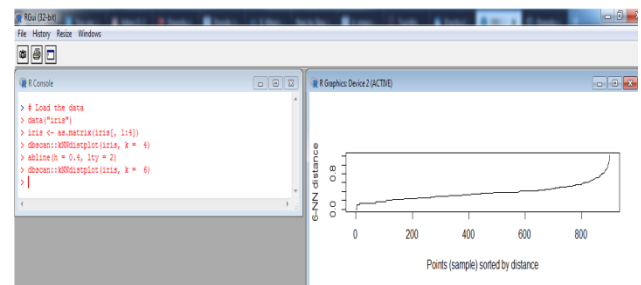 RGui (32-bit)
File History Resize Windows
R Console
> # Load the data
> data("iris")
> iris <- as.matrix(iris[, 1:4])
> dbscan::kNNdistplot(iris, k = 4)
> abline(h = 0.4, lty = 2)
> dbscan::kNNdistplot(iris, k = 6)
>
R Graphics: Device 2 (ACTIVE)
6-NN distance
0.0 0.8
0 200 400 600 800
Points (sample) sorted by distance